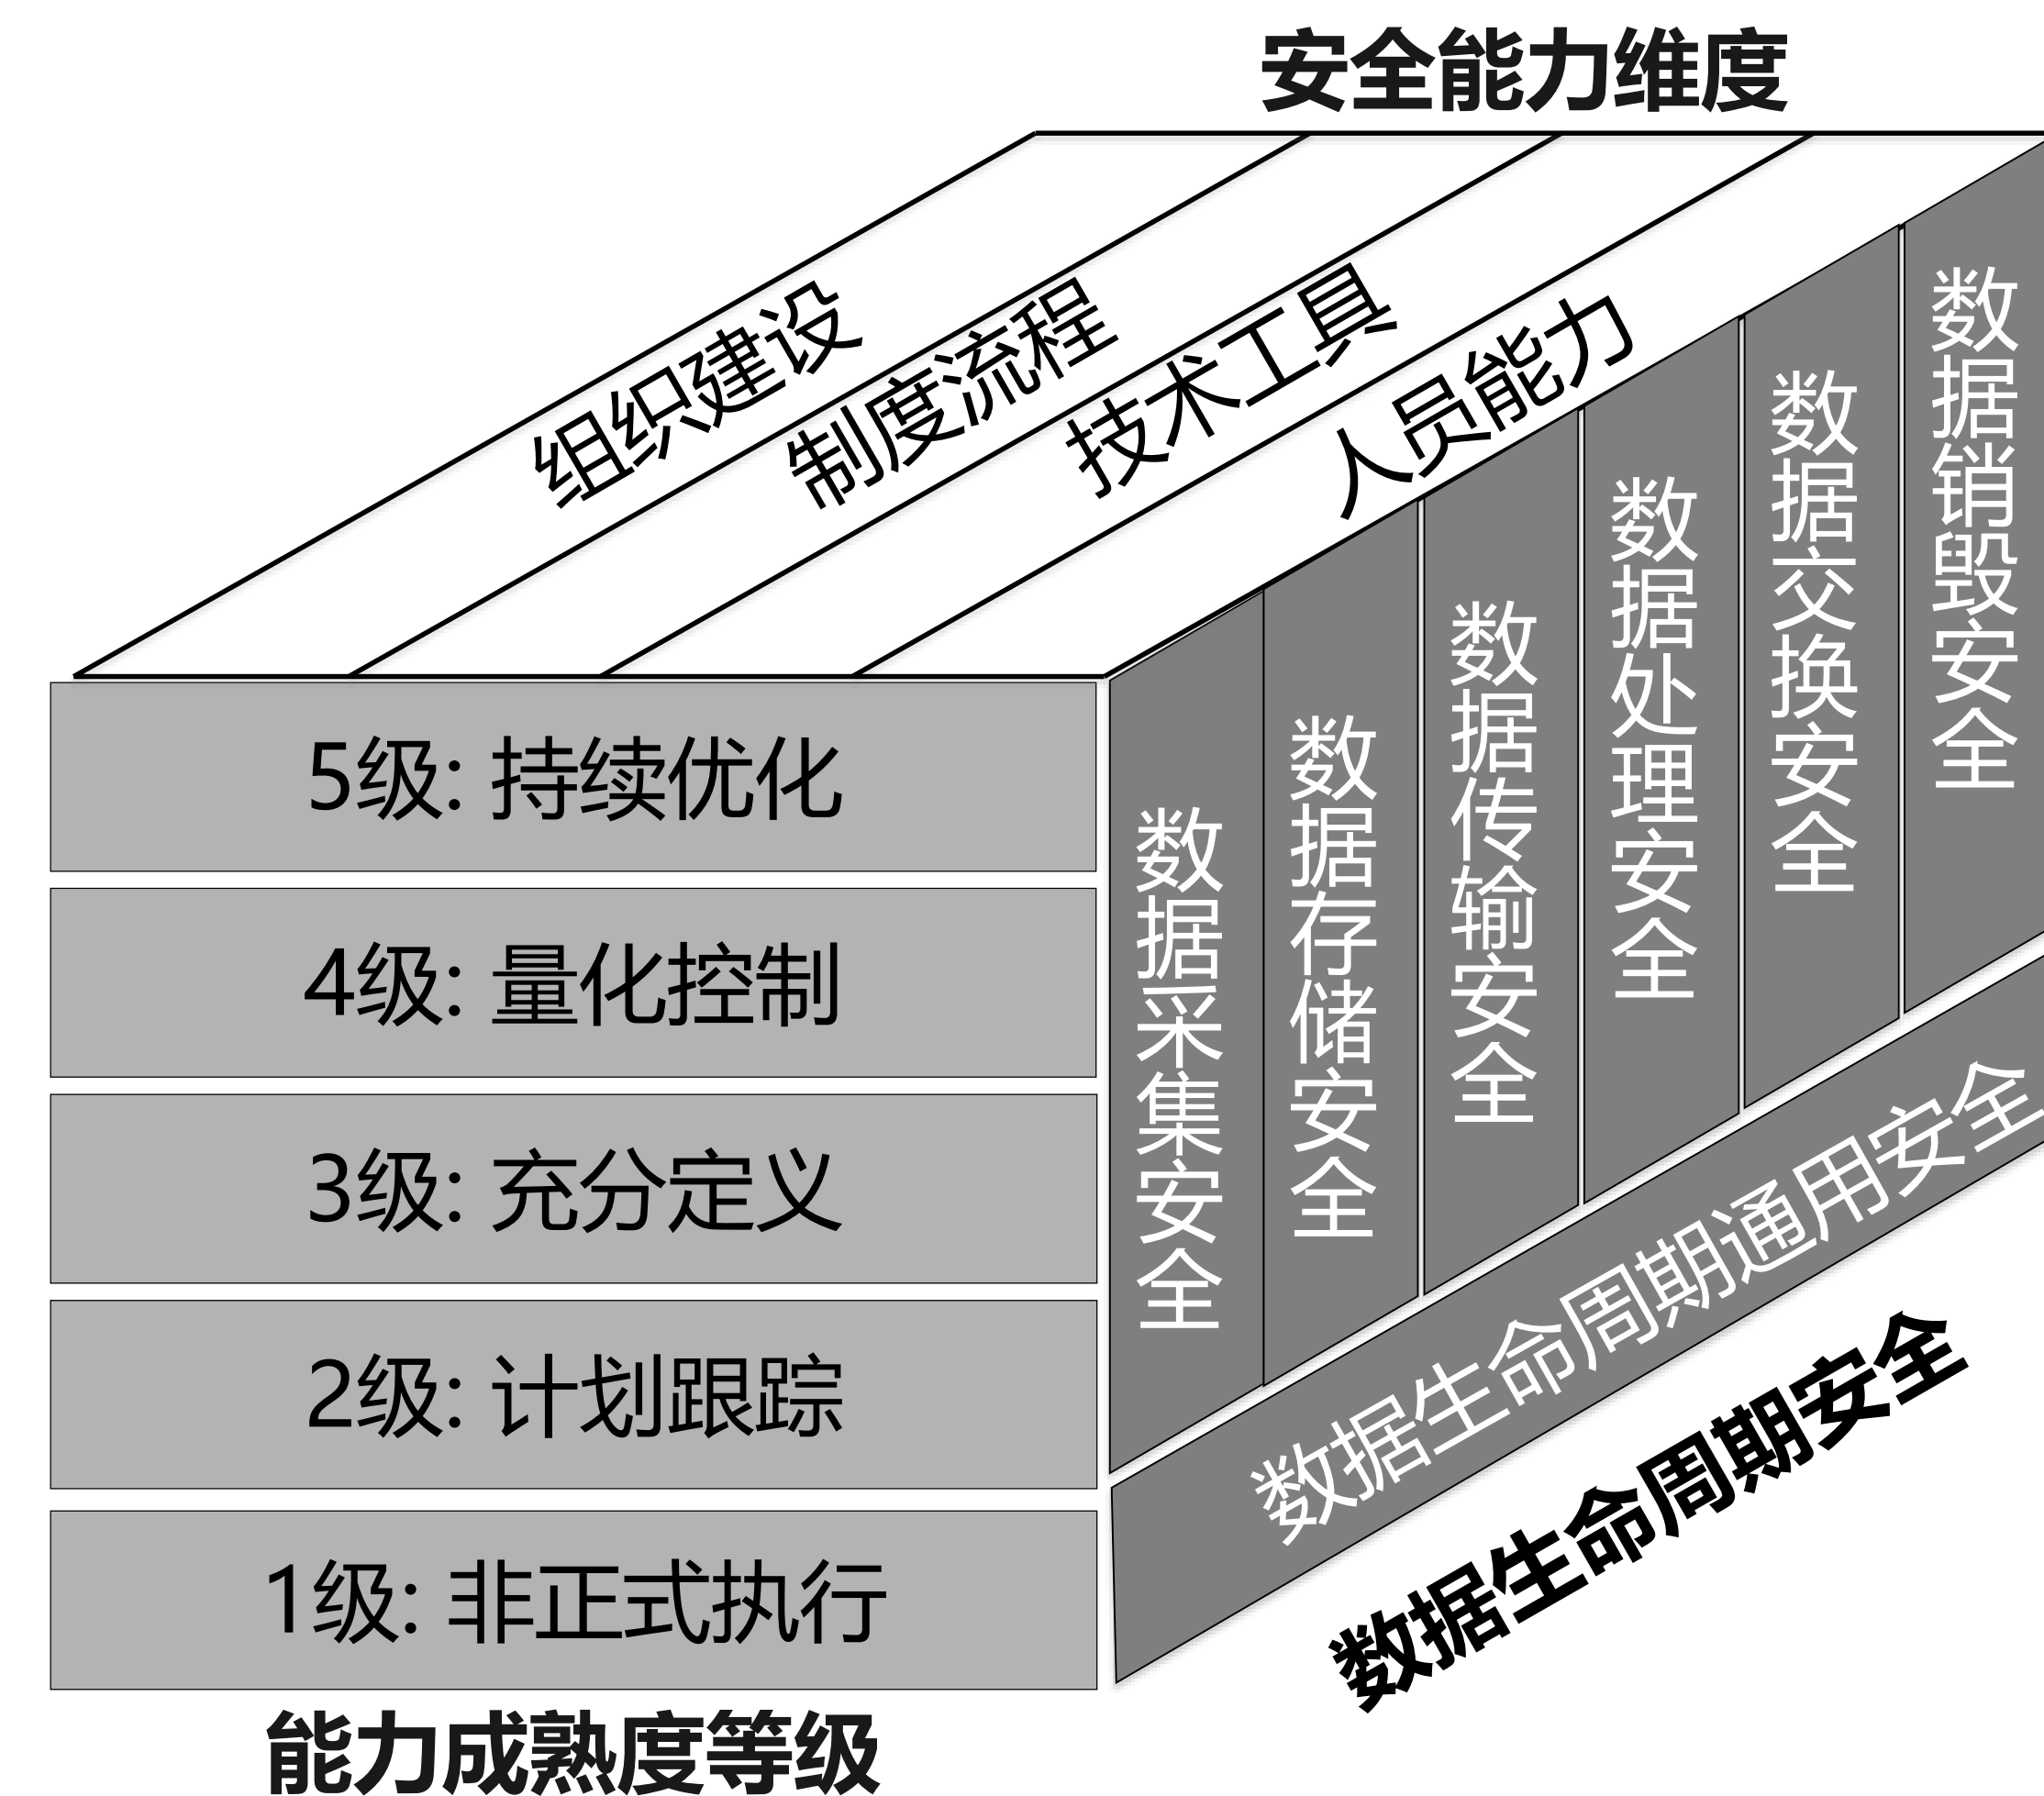 安全能力维度
组织建设
制度流程
技术工具
人员能力
5级: 持续优化
4级: 量化控制
3级: 充分定义
2级: 计划跟踪
1级: 非正式执行
能力成熟度等级
数据采集安全
数据存储安全
数据传输安全
数据处理安全
数据交换安全
数据销毁安全
数据生命周期通用安全
数据生命周期安全